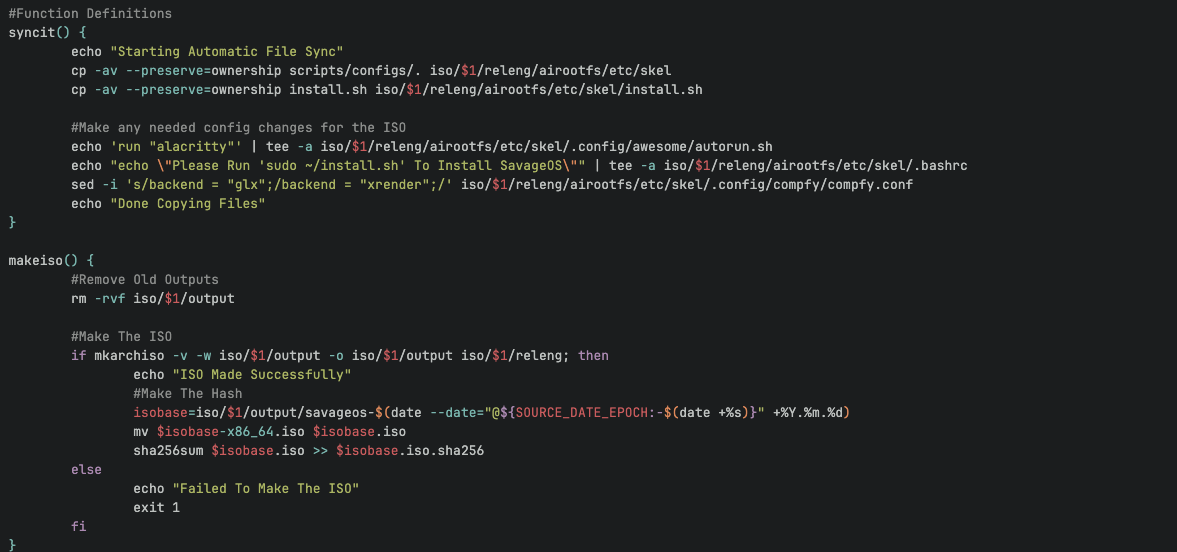 #Function Definitions
syncit() {
        echo "Starting Automatic File Sync"
        cp -av --preserve=ownership scripts/configs/. iso/$1/releng/airootfs/etc/skel
        cp -av --preserve=ownership install.sh iso/$1/releng/airootfs/etc/skel/install.sh

        #Make any needed config changes for the ISO
        echo 'run "alacritty"' | tee -a iso/$1/releng/airootfs/etc/skel/.config/awesome/autorun.sh
        echo "echo \"Please Run 'sudo ~/install.sh' To Install SavageOS\"" | tee -a iso/$1/releng/airootfs/etc/skel/.bashrc
        sed -i 's/backend = "glx";/backend = "xrender";/' iso/$1/releng/airootfs/etc/skel/.config/compfy/compfy.conf
        echo "Done Copying Files"
}

makeiso() {
        #Remove Old Outputs
        rm -rvf iso/$1/output

        #Make The ISO
        if mkarchiso -v -w iso/$1/output -o iso/$1/output iso/$1/releng; then
                echo "ISO Made Successfully"
                #Make The Hash
                isobase=iso/$1/output/savageos-$(date --date="@${SOURCE_DATE_EPOCH:-$(date +%s)}" +%Y.%m.%d)
                mv $isobase-x86_64.iso $isobase.iso
                sha256sum $isobase.iso >> $isobase.iso.sha256
        else
                echo "Failed To Make The ISO"
                exit 1
        fi
}